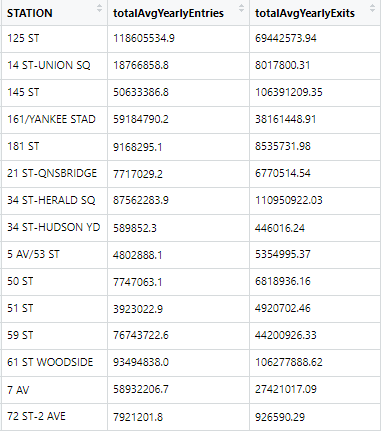 STATION totalAvgYearlyEntries totalAvgYearlyExits
125 ST 118605534.9 69442573.94
14 ST-UNION SQ 18766858.8 8017800.31
145 ST 50633386.8 106391209.35
161/YANKEE STAD 59184790.2 38161448.91
181 ST 9168295.1 8535731.98
21 ST-QNSBRIDGE 7717029.2 6770514.54
34 ST-HERALD SQ 87562283.9 110950922.03
34 ST-HUDSON YD 589852.3 446016.24
5 AV/53 ST 4802888.1 5354995.37
50 ST 7747063.1 6818936.16
51 ST 3923022.9 4920702.46
59 ST 76743722.6 44200926.33
61 ST WOODSIDE 93494838.0 106277888.62
7 AV 58932206.7 27421017.09
72 ST-2 AVE 7921201.8 926590.29